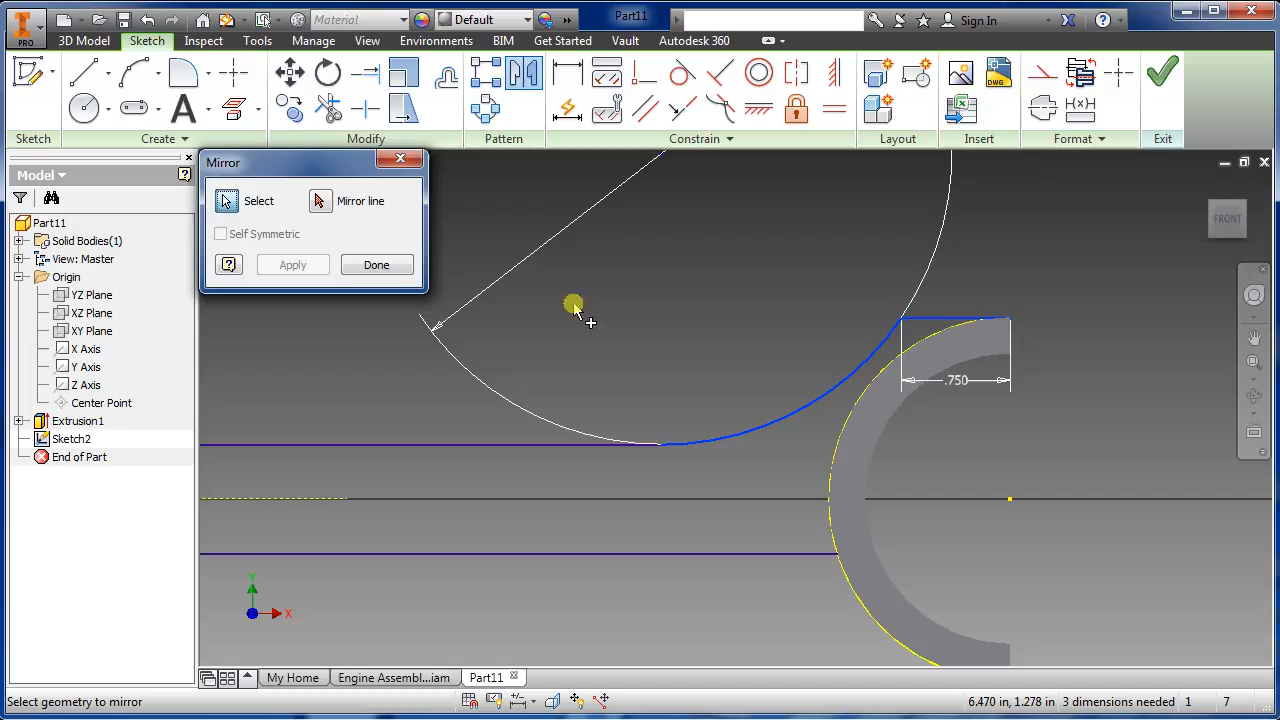 Material
Default
Part11
Sign In
PRO
3D Model
Sketch
Inspect
Tools
Manage
View
Environments
BIM
Get Started
Vault
Autodesk 360
DWG
Sketch
Create
Modify
Pattern
Constrain
Layout
Insert
Format
Exit
Model
Mirror
Select
Mirror line
Self Symmetric
Apply
Done
Part11
Solid Bodies(1)
View: Master
Origin
YZ Plane
XZ Plane
XY Plane
X Axis
Y Axis
Z Axis
Center Point
Extrusion1
Sketch2
End of Part
FRONT
.750
Y
X
My Home
Engine Assembl...iam
Part11
Select geometry to mirror
6.470 in, 1.278 in
3 dimensions needed
1
7